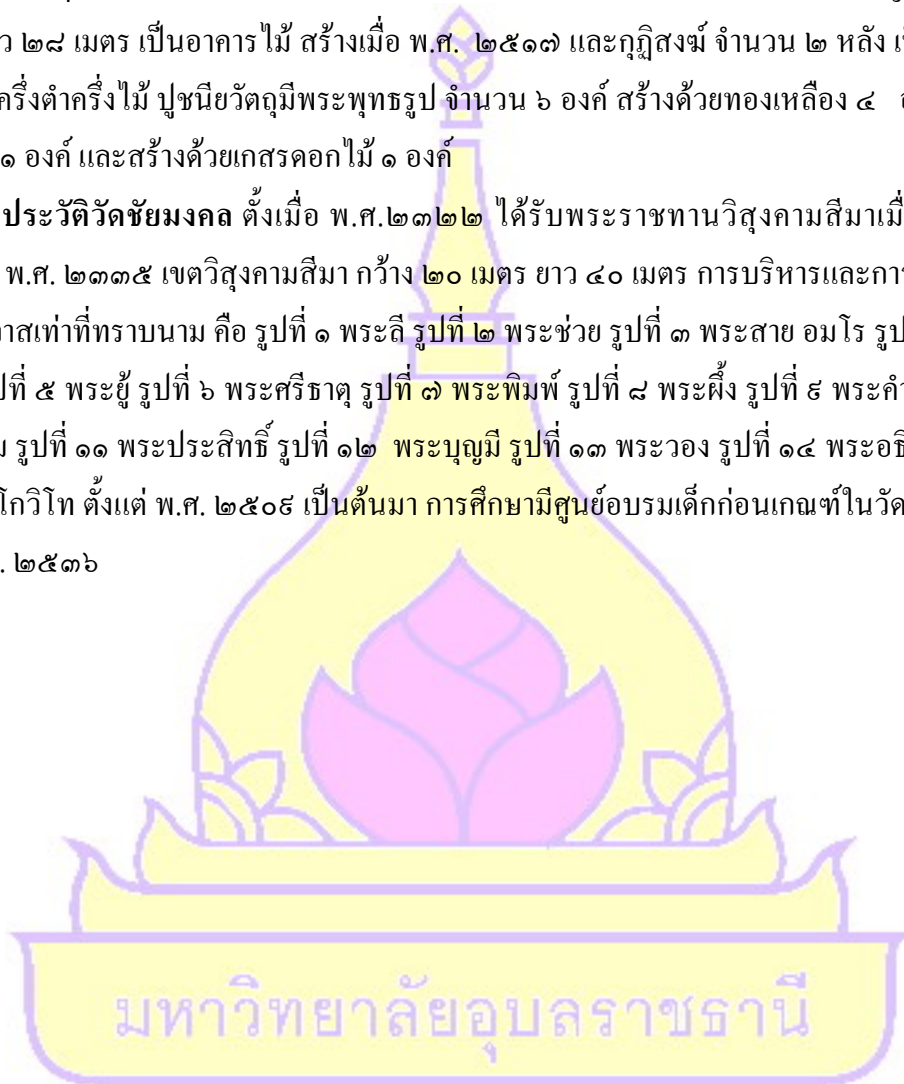 ว ๒๘ เมตร เป็นอาคารไม้ สร้างเมื่อ พ.ศ. ๒๕๑๗ และกุฏิสงฆ์ จำนวน ๒ หลัง
ครึ่งตำครึ่งไม้ ปูชนียวัตถุมีพระพุทธรูป จำนวน ๖ องค์ สร้างด้วยทองเหลือง ๔
๑ องค์ และสร้างด้วยเกสรดอกไม้ ๑ องค์
ประวัติวัดชัยมงคล ตั้งเมื่อ พ.ศ.๒๓๒๒ ได้รับพระราชทานวิสุงคามสีมาเมื่
พ.ศ. ๒๓๓๕ เขตวิสุงคามสีมา กว้าง ๒๐ เมตร ยาว ๔๐ เมตร การบริหารและการ
าสเท่าที่ทราบนาม คือ รูปที่ ๑ พระลี รูปที่ ๒ พระช่วย รูปที่ ๓ พระสาย อมโร รูป
ปที่ ๕ พระยู้ รูปที่ ๖ พระศรีธาตุ รูปที่ ๗ พระพิมพ์ รูปที่ ๘ พระผึ้ง รูปที่ ๙ พระคำ
รูปที่ ๑๑ พระประสิทธิ์ รูปที่ ๑๒ พระบุญมี รูปที่ ๑๓ พระวอง รูปที่ ๑๔ พระอธิ
โกวิโท ตั้งแต่ พ.ศ. ๒๕๐๙ เป็นต้นมา การศึกษามีศูนย์อบรมเด็กก่อนเกณฑ์ในวัด
. ๒๕๓๖
มหาวิทยาลัยอุบลราชธานี